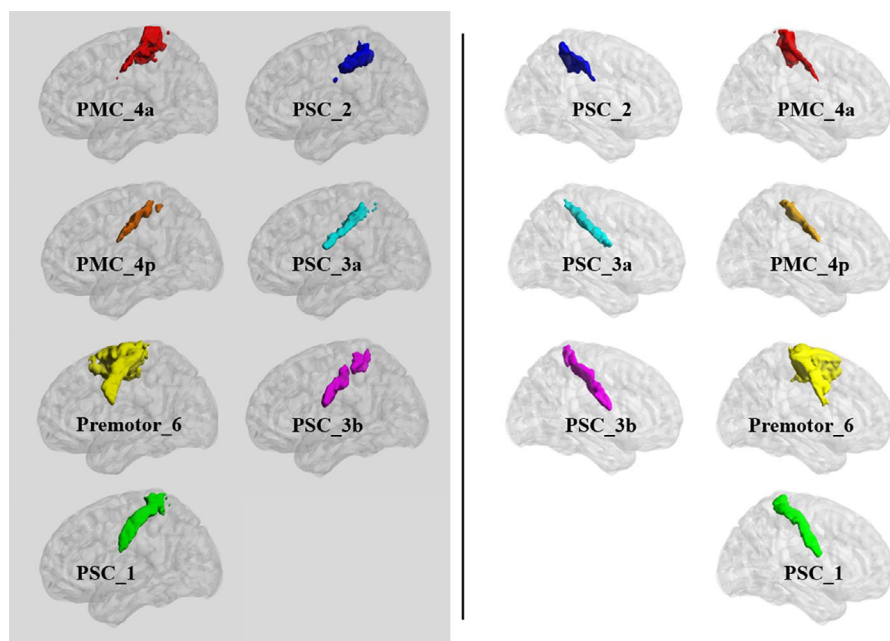 PMC_4a
PSC_2
PSC_2
PMC_4a
PMC_4p
PSC_3a
PSC_3a
PMC_4p
Premotor_6
PSC_3b
PSC_3b
Premotor_6
PSC_1
PSC_1